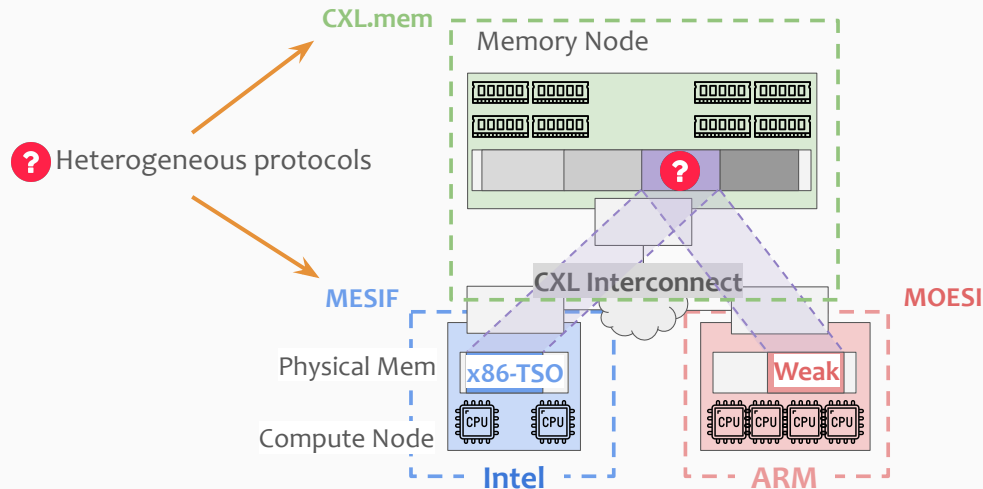 CXL.mem
Memory Node
?
Heterogeneous protocols
?
CXL Interconnect
MESIF
MOESI
Physical Mem
x86-TSO
Weak
CPU
CPU
CPU
CPU
CPU
CPU
Compute Node
Intel
ARM